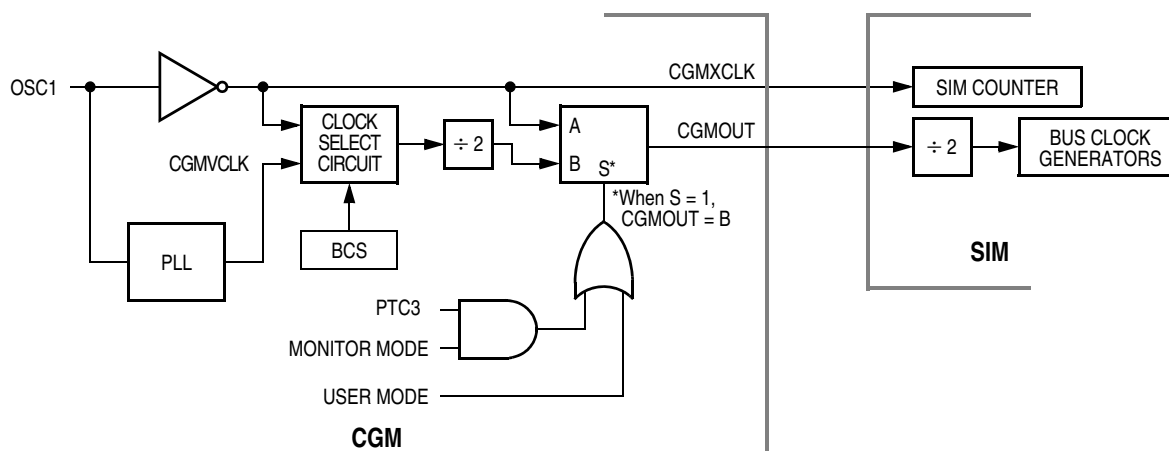 OSC1
CGMXCLK
SIM COUNTER
CLOCK
SELECT
CIRCUIT
÷ 2
A
B
S*
CGMOUT
÷ 2
BUS CLOCK
GENERATORS
CGMVCLK
*When S = 1,
CGMOUT = B
BCS
PLL
SIM
PTC3
MONITOR MODE
USER MODE
CGM